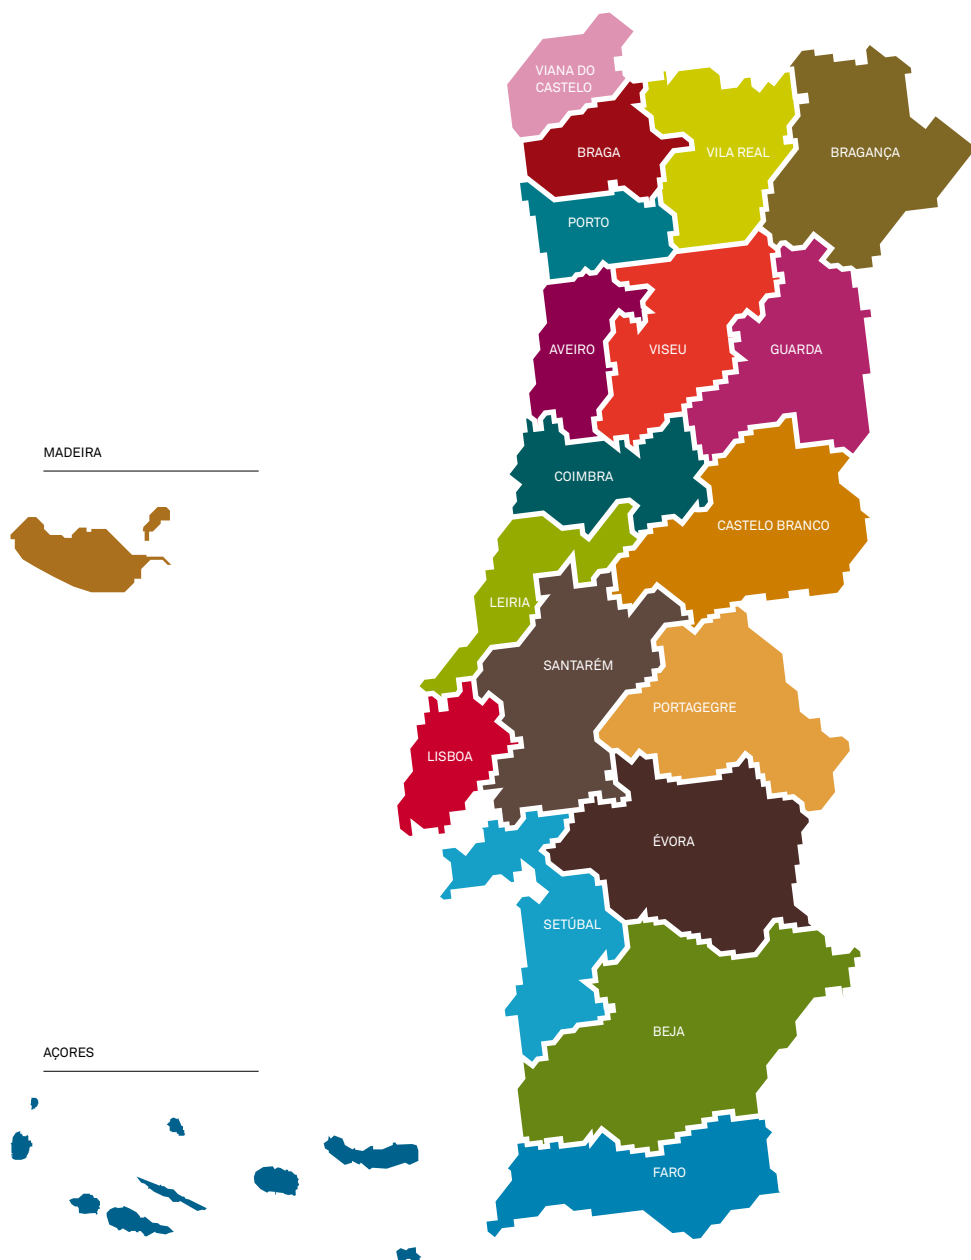 VIANA DO
CASTELO
BRAGA
VILA REAL
BRAGANÇA
PORTO
AVEIRO
VISEU
GUARDA
MADEIRA
COIMBRA
CASTELO BRANCO
LEIRIA
SANTARÉM
PORTAGEGRE
LISBOA
ÉVORA
SETÚBAL
BEJA
AÇORES
FARO